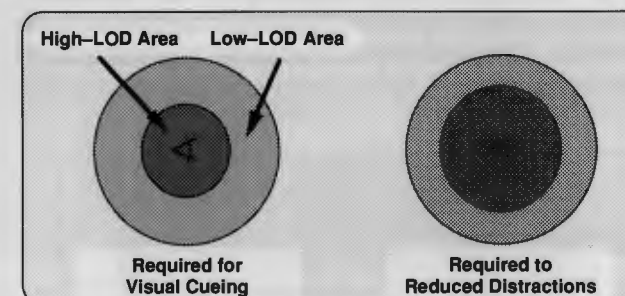 High–LOD Area Low–LOD Area
Required for
Visual Cueing
Required to
Reduced Distractions